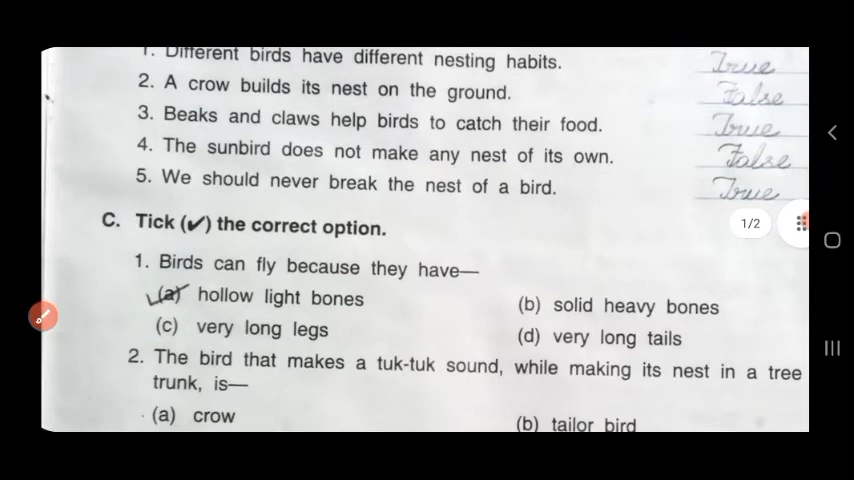 1. Different birds have different nesting habits. True
2. A crow builds its nest on the ground. False
3. Beaks and claws help birds to catch their food. True
4. The sunbird does not make any nest of its own. False
5. We should never break the nest of a bird. True
1/2
C. Tick (✔) the correct option.
1. Birds can fly because they have—
(a) hollow light bones (b) solid heavy bones
(c) very long legs (d) very long tails
2. The bird that makes a tuk-tuk sound, while making its nest in a tree
trunk, is—
(a) crow (b) tailor bird